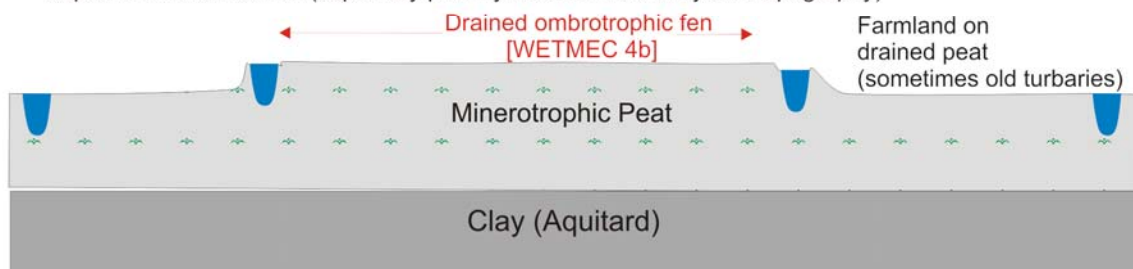 Drained ombrotrophic fen
[WETMEC 4b]
Farmland on
drained peat
(sometimes old turbaries)
Minerotrophic Peat
Clay (Aquitard)